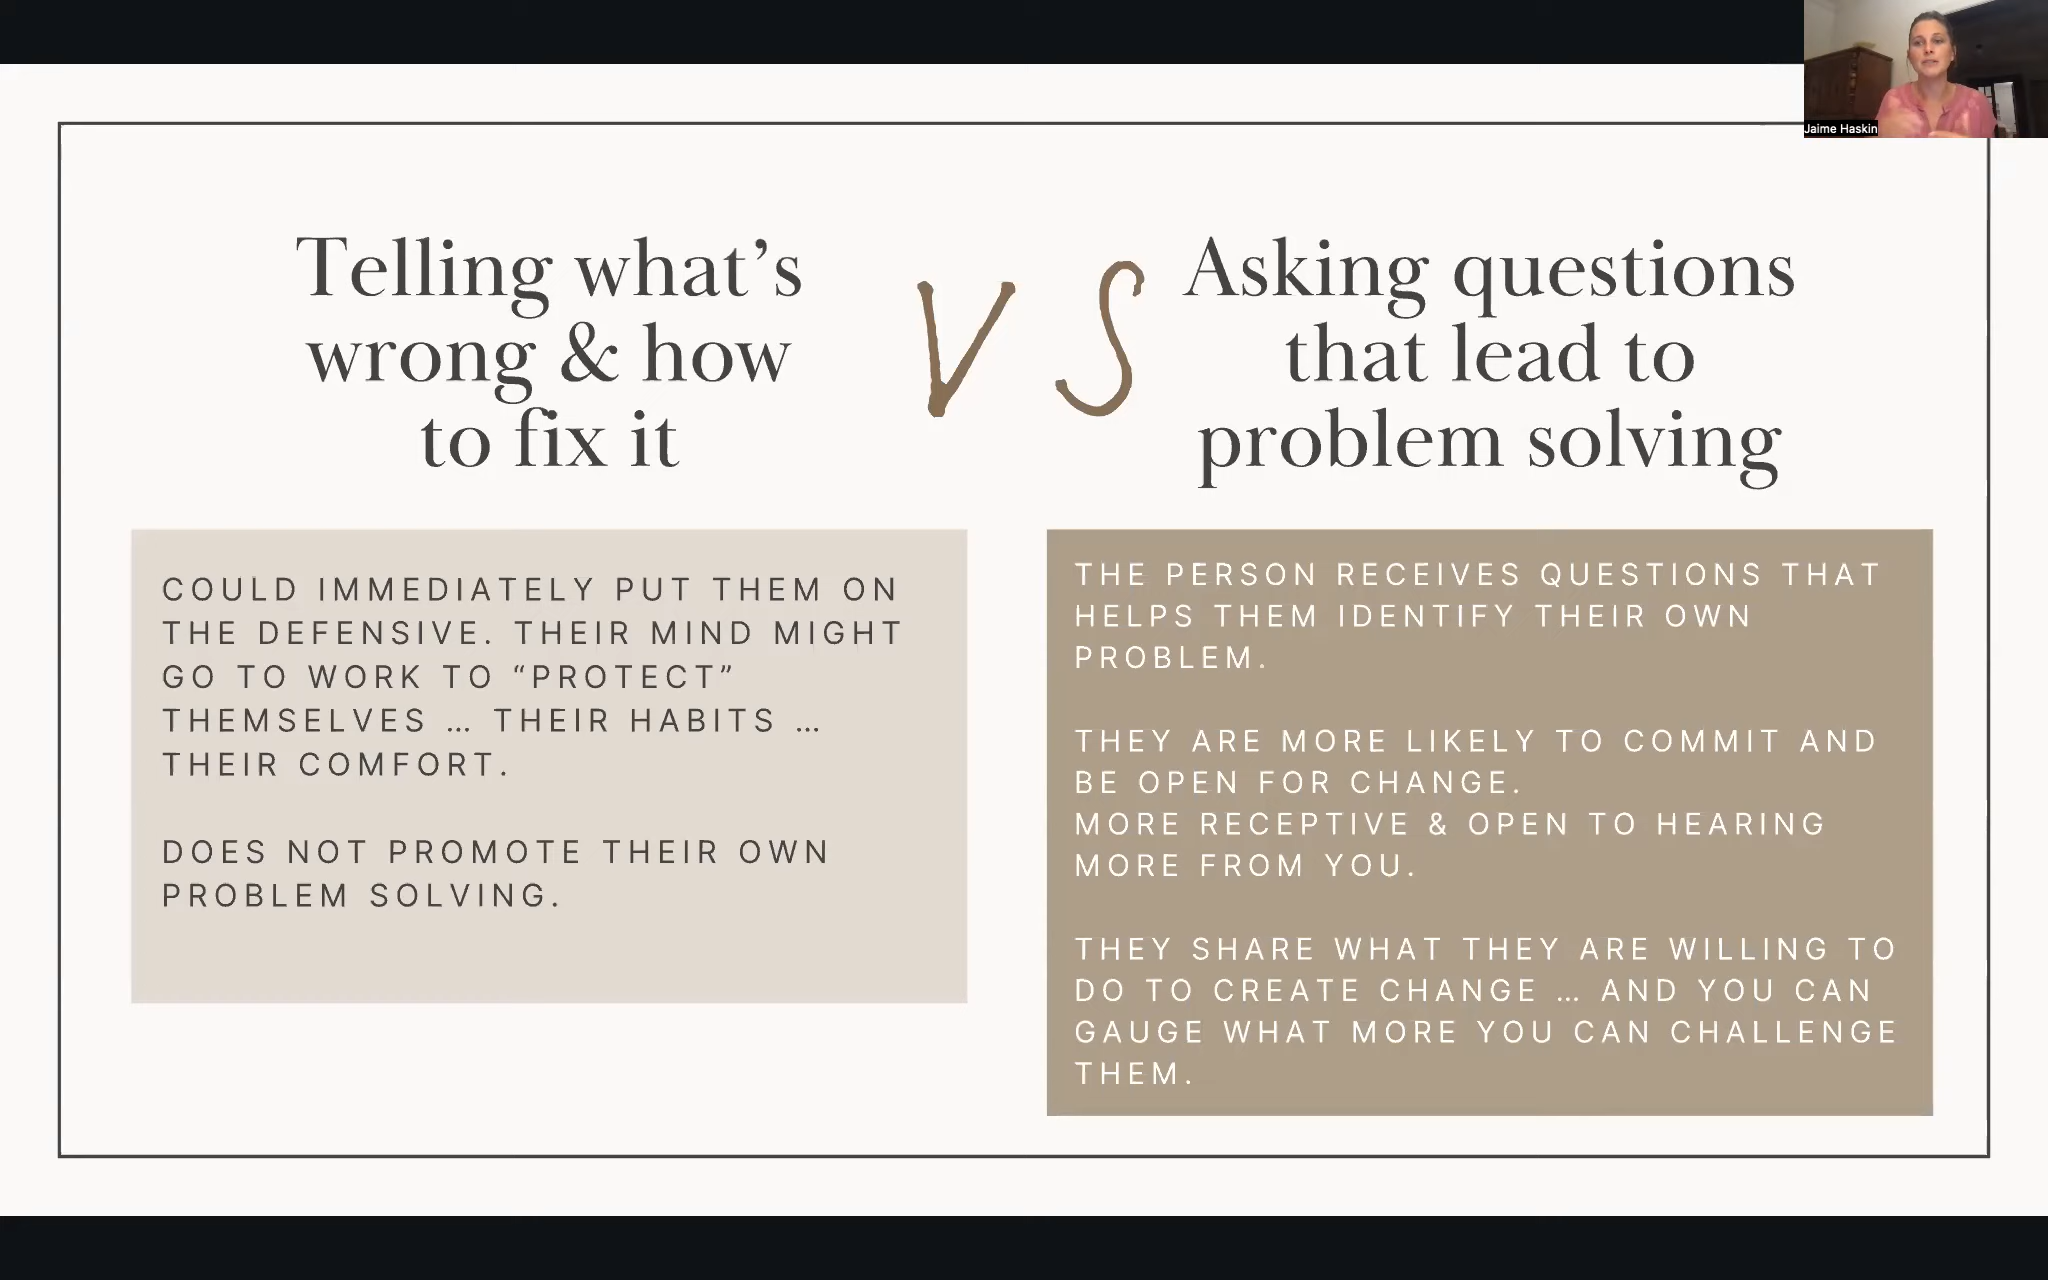 Jaime Haskin
Telling what’s
wrong & how
to fix it
VS
Asking questions
that lead to
problem solving
COULD IMMEDIATELY PUT THEM ON
THE DEFENSIVE. THEIR MIND MIGHT
GO TO WORK TO “PROTECT”
THEMSELVES ... THEIR HABITS ...
THEIR COMFORT.
DOES NOT PROMOTE THEIR OWN
PROBLEM SOLVING.
THE PERSON RECEIVES QUESTIONS THAT
HELPS THEM IDENTIFY THEIR OWN
PROBLEM.
THEY ARE MORE LIKELY TO COMMIT AND
BE OPEN FOR CHANGE.
MORE RECEPTIVE & OPEN TO HEARING
MORE FROM YOU.
THEY SHARE WHAT THEY ARE WILLING TO
DO TO CREATE CHANGE ... AND YOU CAN
GAUGE WHAT MORE YOU CAN CHALLENGE
THEM.